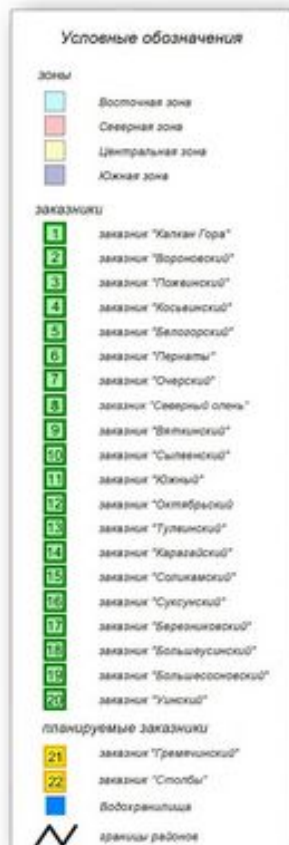 Условные обозначения
зоны
Восточная зона
Северная зона
Центральная зона
Южная зона
заказники
1 заказник "Калкан Гора"
2 заказник "Вороновский"
3 заказник "Пожвинский"
4 заказник "Косьвинский"
5 заказник "Белогорский"
6 заказник "Пернаты"
7 заказник "Очерский"
8 заказник "Северный олень"
9 заказник "Вяткинский"
10 заказник "Сылвенский"
11 заказник "Южный"
12 заказник "Октябрьский
13 заказник "Тулвинский"
14 заказник "Карагайский"
15 заказник "Соликамский"
16 заказник "Суксунский"
17 заказник "Березниковский"
18 заказник "Большеусинский"
19 заказник "Большесосновский"
20 заказник "Уинский"
планируемые заказники
21 заказник "Гремячинский"
22 заказник "Столбы"
Водохранилища
границы районов